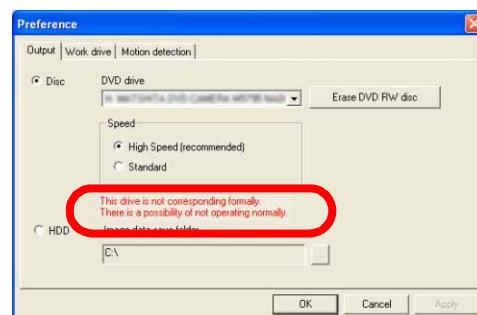 Preference
Output Work drive Motion detection
Disc DVD drive
Erase DVD RW disc
Speed
High Speed (recommended)
Standard
This drive is not corresponding formally.
There is a possibility of not operating normally.
HDD Image data save folder
C:\ ...
OK Cancel Apply